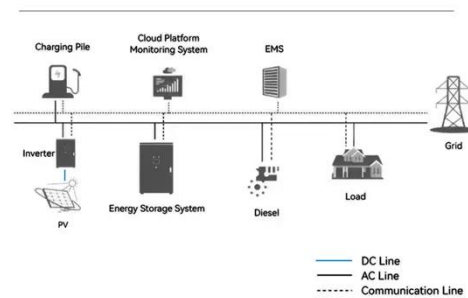 Charging Pile
Cloud Platform
Monitoring System
EMS
Grid
Inverter
PV
Energy Storage System
Diesel
Load
DC Line
AC Line
Communication Line